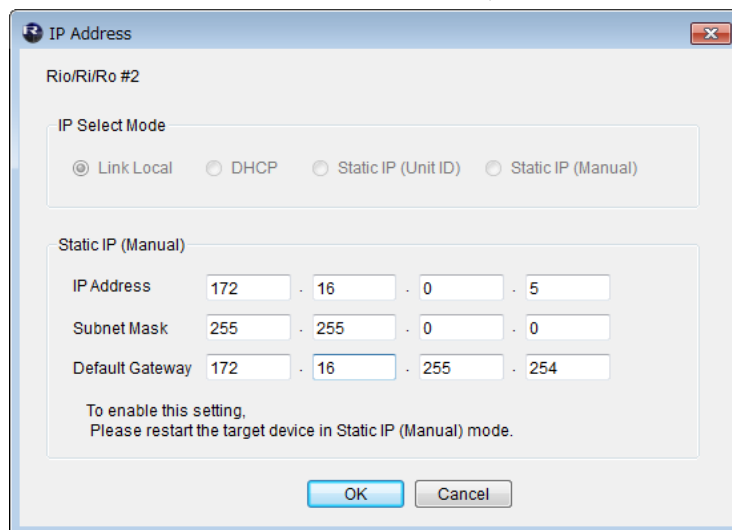 IP Address
Rio/Ri/Ro #2
IP Select Mode
Link Local DHCP Static IP (Unit ID) Static IP (Manual)
Static IP (Manual)
IP Address 172 . 16 . 0 . 5
Subnet Mask 255 . 255 . 0 . 0
Default Gateway 172 . 16 . 255 . 254
To enable this setting,
Please restart the target device in Static IP (Manual) mode.
OK Cancel